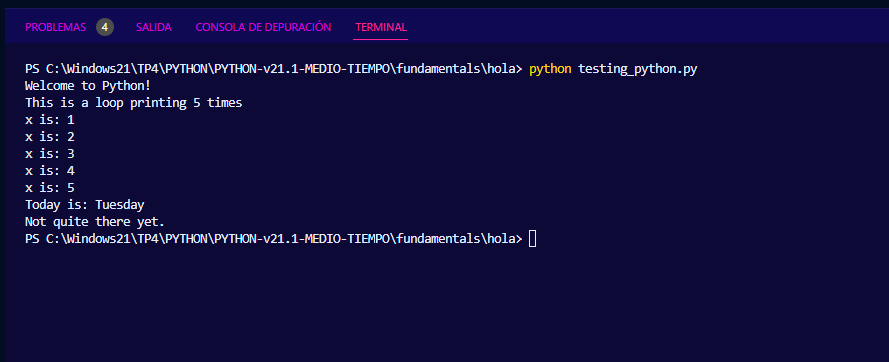 PROBLEMAS 4 SALIDA CONSOLA DE DEPURACIÓN TERMINAL
PS C:\Windows21\TP4\PYTHON\PYTHON-v21.1-MEDIO-TIEMPO\fundamentals\hola> python testing_python.py
Welcome to Python!
This is a loop printing 5 times
x is: 1
x is: 2
x is: 3
x is: 4
x is: 5
Today is: Tuesday
Not quite there yet.
PS C:\Windows21\TP4\PYTHON\PYTHON-v21.1-MEDIO-TIEMPO\fundamentals\hola>